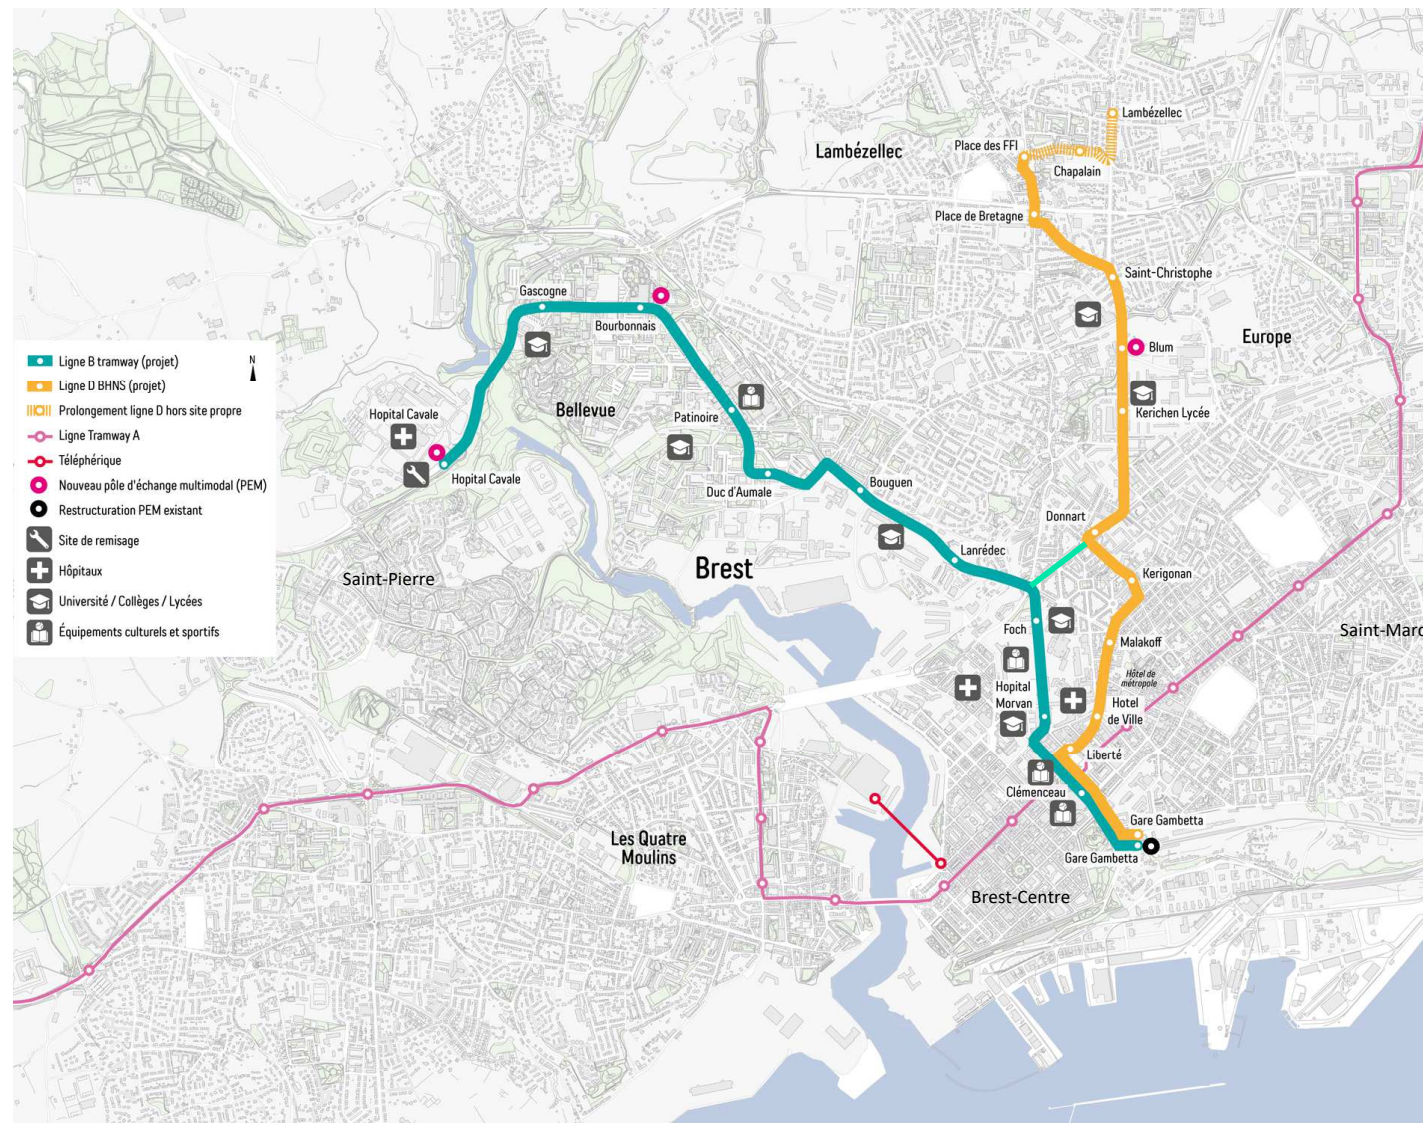 Lambézellec
Place des FFI
Lambézellec
Chapalain
Place de Bretagne
Saint-Christophe
Gascogne
Bourbonnais
Europe
Blum
Ligne B tramway (projet)
N
Ligne D BHNS (projet)
Prolongement ligne D hors site propre
Ligne Tramway A
Téléphérique
Nouveau pôle d'échange multimodal (PEM)
Restructuration PEM existant
Site de remisage
Hôpitaux
Université / Collèges / Lycées
Équipements culturels et sportifs
Hopital Cavale
Bellevue
Patinoire
Kerichen Lycée
Hopital Cavale
Duc d'Aumale
Bouguen
Donnart
Lanrédec
Brest
Saint-Pierre
Kerigonan
Foch
Malakoff
Saint-Marc
Hôtel de
métropole
Hopital
Morvan
Hotel
de Ville
Liberté
Clémenceau
Gare Gambetta
Les Quatre
Moulins
Gare Gambetta
Brest-Centre